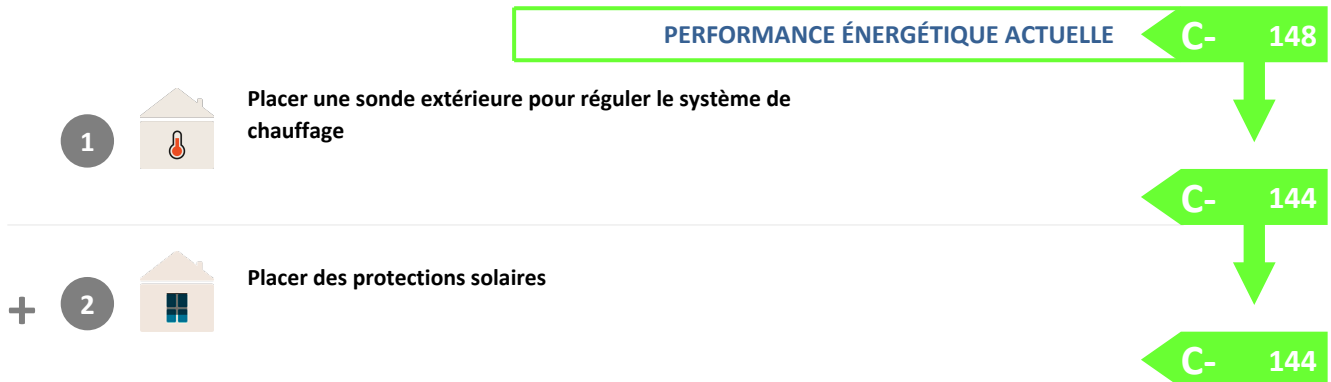 PERFORMANCE ÉNERGÉTIQUE ACTUELLE C- 148
1 Placer une sonde extérieure pour réguler le système de
chauffage
C- 144
+ 2 Placer des protections solaires
C- 144